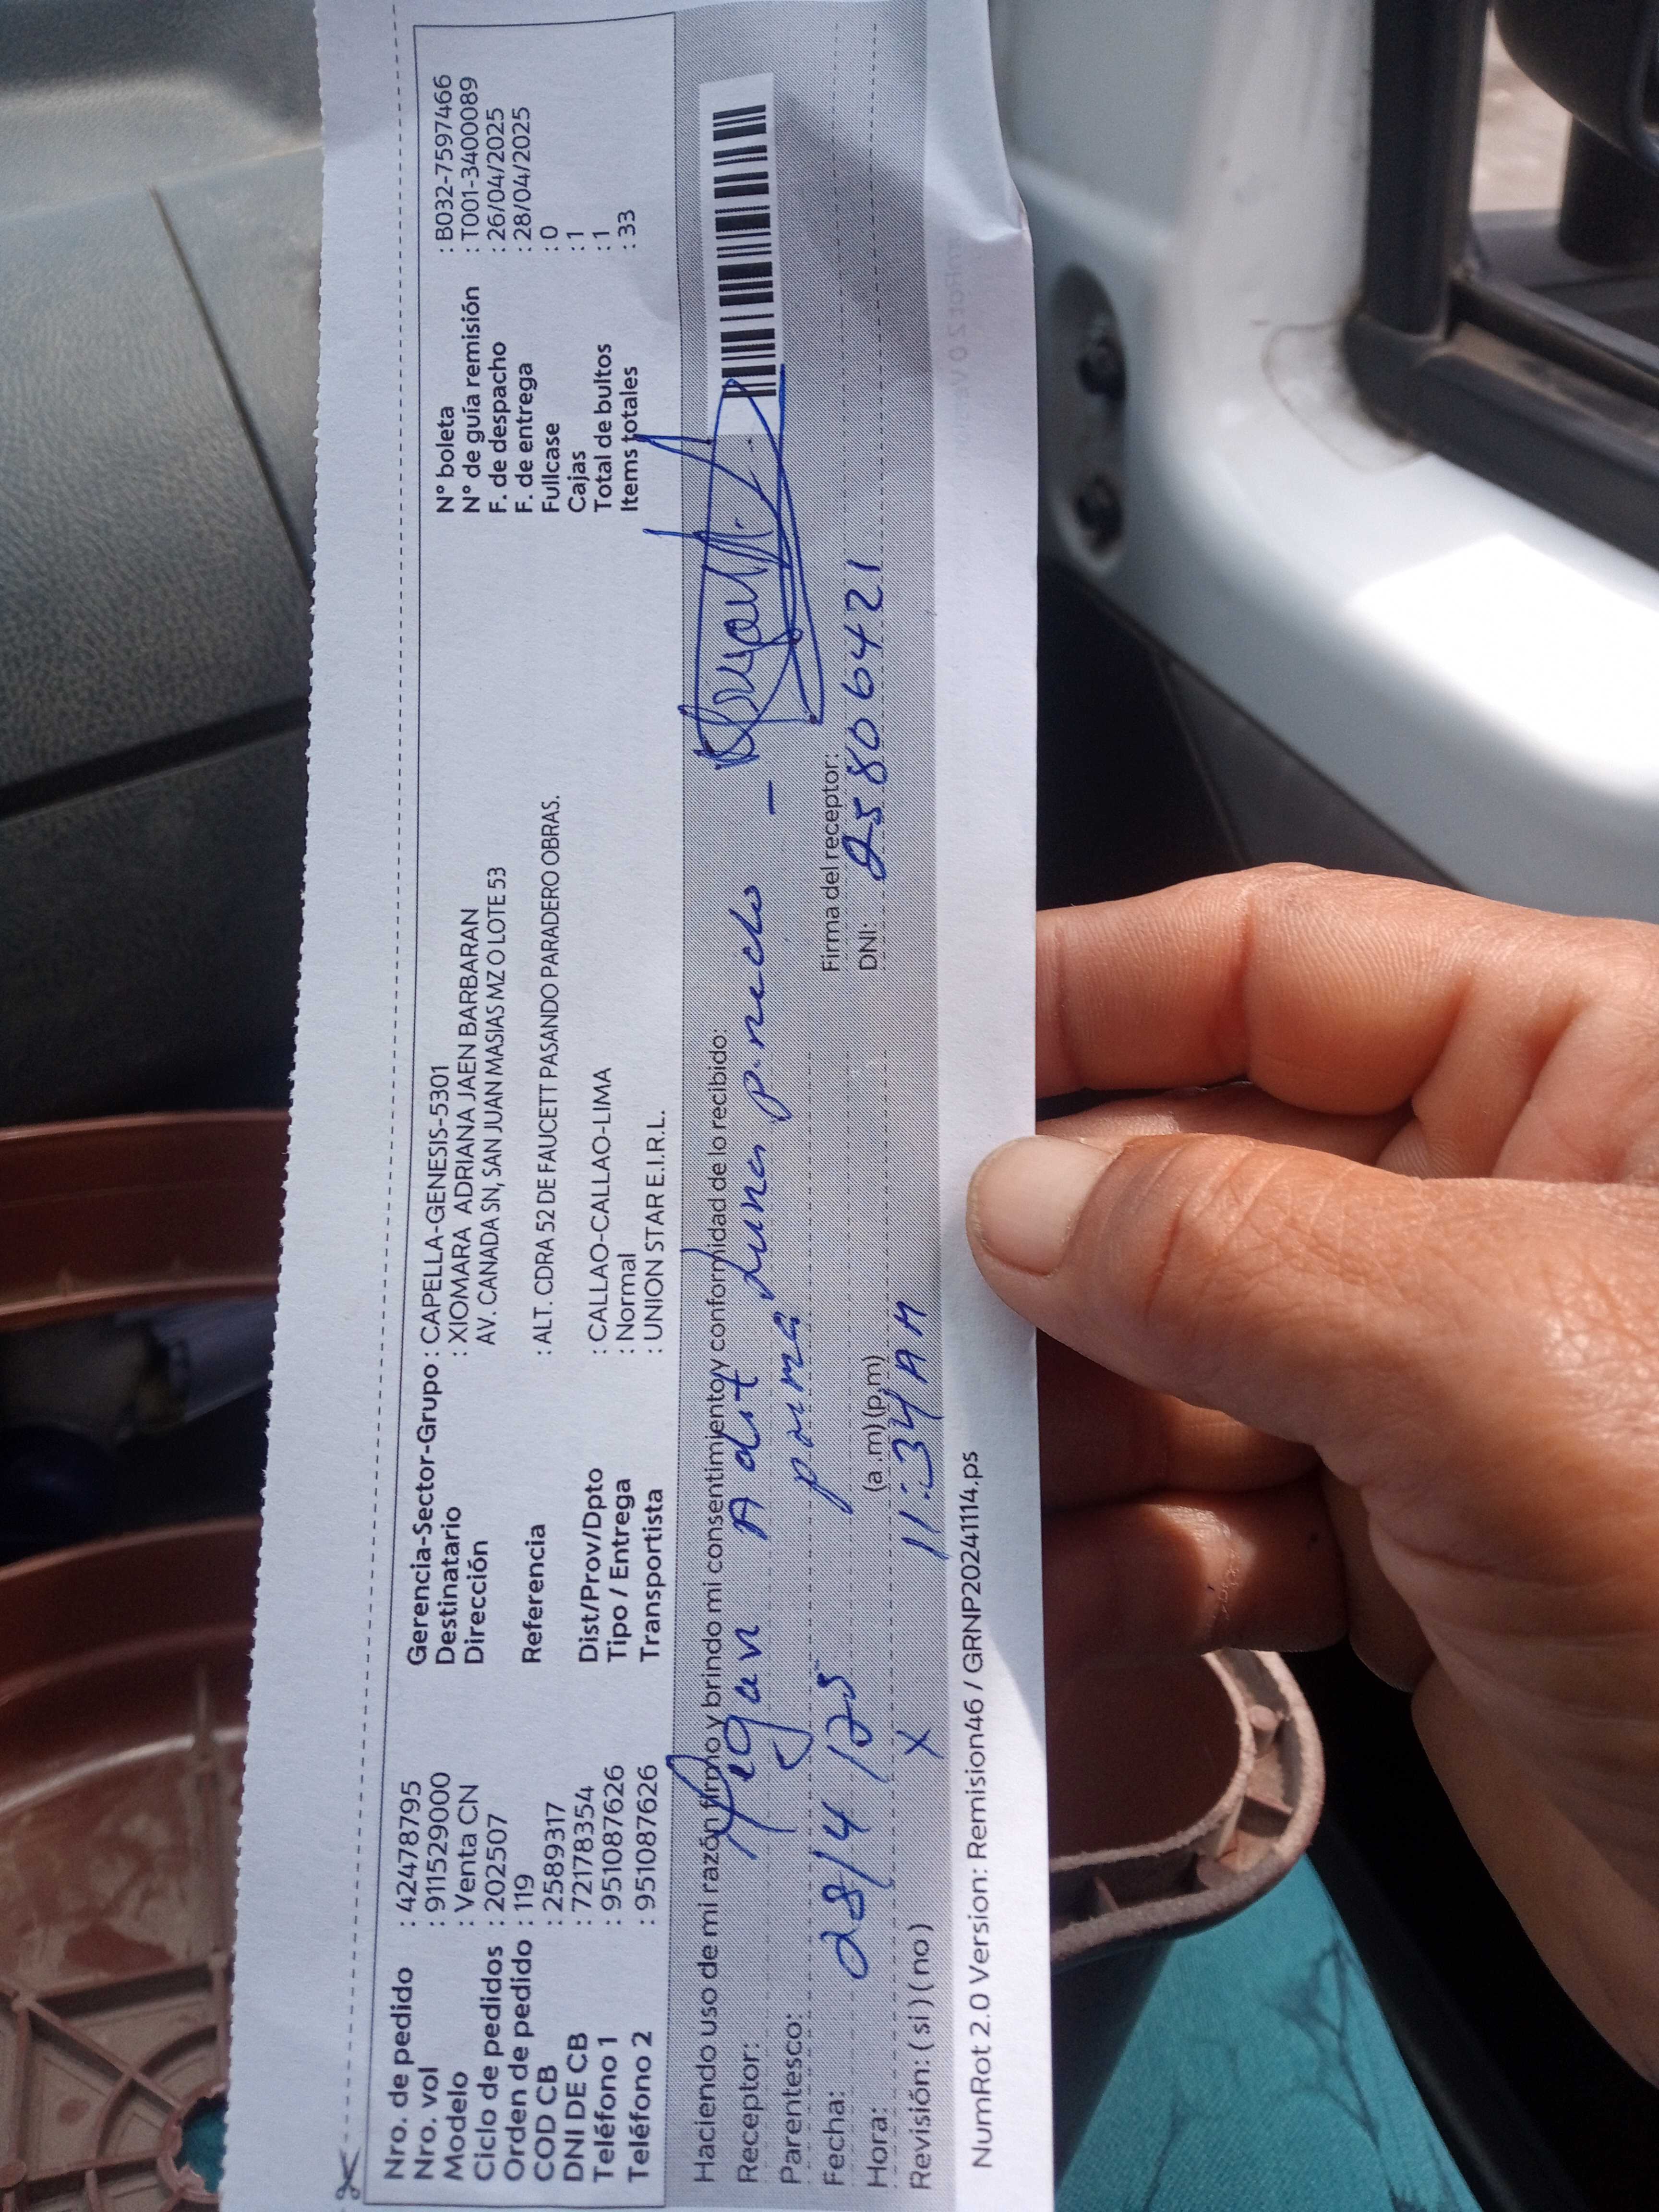 Nro. de pedido : 42478795
Nro. vol : 911529000
Modelo : Venta CN
Ciclo de pedidos : 202507
Orden de pedido : 119
COD CB : 2589317
DNI DE CB : 72178354
Teléfono 1 : 951087626
Teléfono 2 : 951087626
Gerencia-Sector-Grupo : CAPELLA-GENESIS-5301
Destinatario : XIOMARA ADRIANA JAEN BARBARAN
Dirección AV. CANADA SN, SAN JUAN MASIAS MZ O LOTE 53
Referencia : ALT. CDRA 52 DE FAUCETT PASANDO PARADERO OBRAS.
Dist/Prov/Dpto : CALLAO-CALLAO-LIMA
Tipo / Entrega : Normal
Transportista : UNION STAR E.I.R.L.
N° boleta : B032-7597466
N° de guía remisión : T001-3400089
F. de despacho : 26/04/2025
F. de entrega : 28/04/2025
Fullcase : 0
Cajas : 1
Total de bultos : 1
Items totales : 33
Haciendo uso de mi razón firmo y brindo mi consentimiento y conformidad de lo recibido:
Receptor:
Parentesco: prima
Fecha: 28/4/25
Hora: (a.m) (p.m) 11:34 AM
Revisión: ( si ) ( no ) X
Firma del receptor:
DNI: 25806421
NumRot 2.0 Version: Remision46 / GRNP20241114.ps